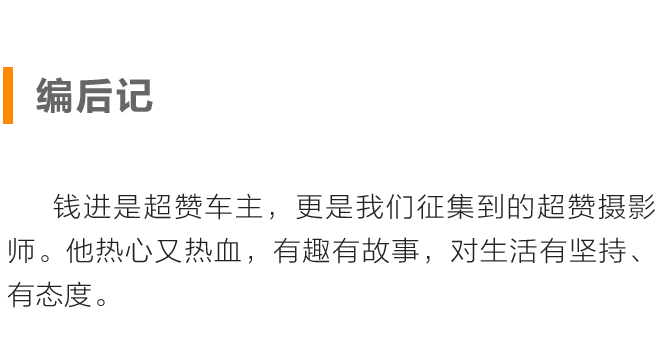 编后记
钱进是超赞车主，更是我们征集到的超赞摄影
师。他热心又热血，有趣有故事，对生活有坚持、
有态度。